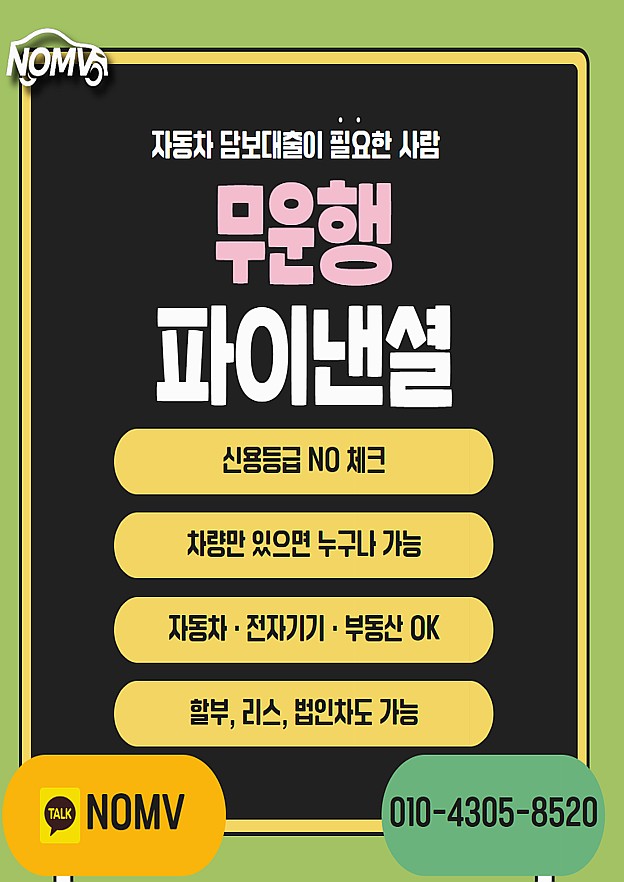 NOMV
자동차 담보대출이 필요한 사람
무운행
파이낸셜
신용등급 NO 체크
차량만 있으면 누구나 가능
자동차 · 전자기기 · 부동산 OK
할부, 리스, 법인차도 가능
TALK NOMV
010-4305-8520